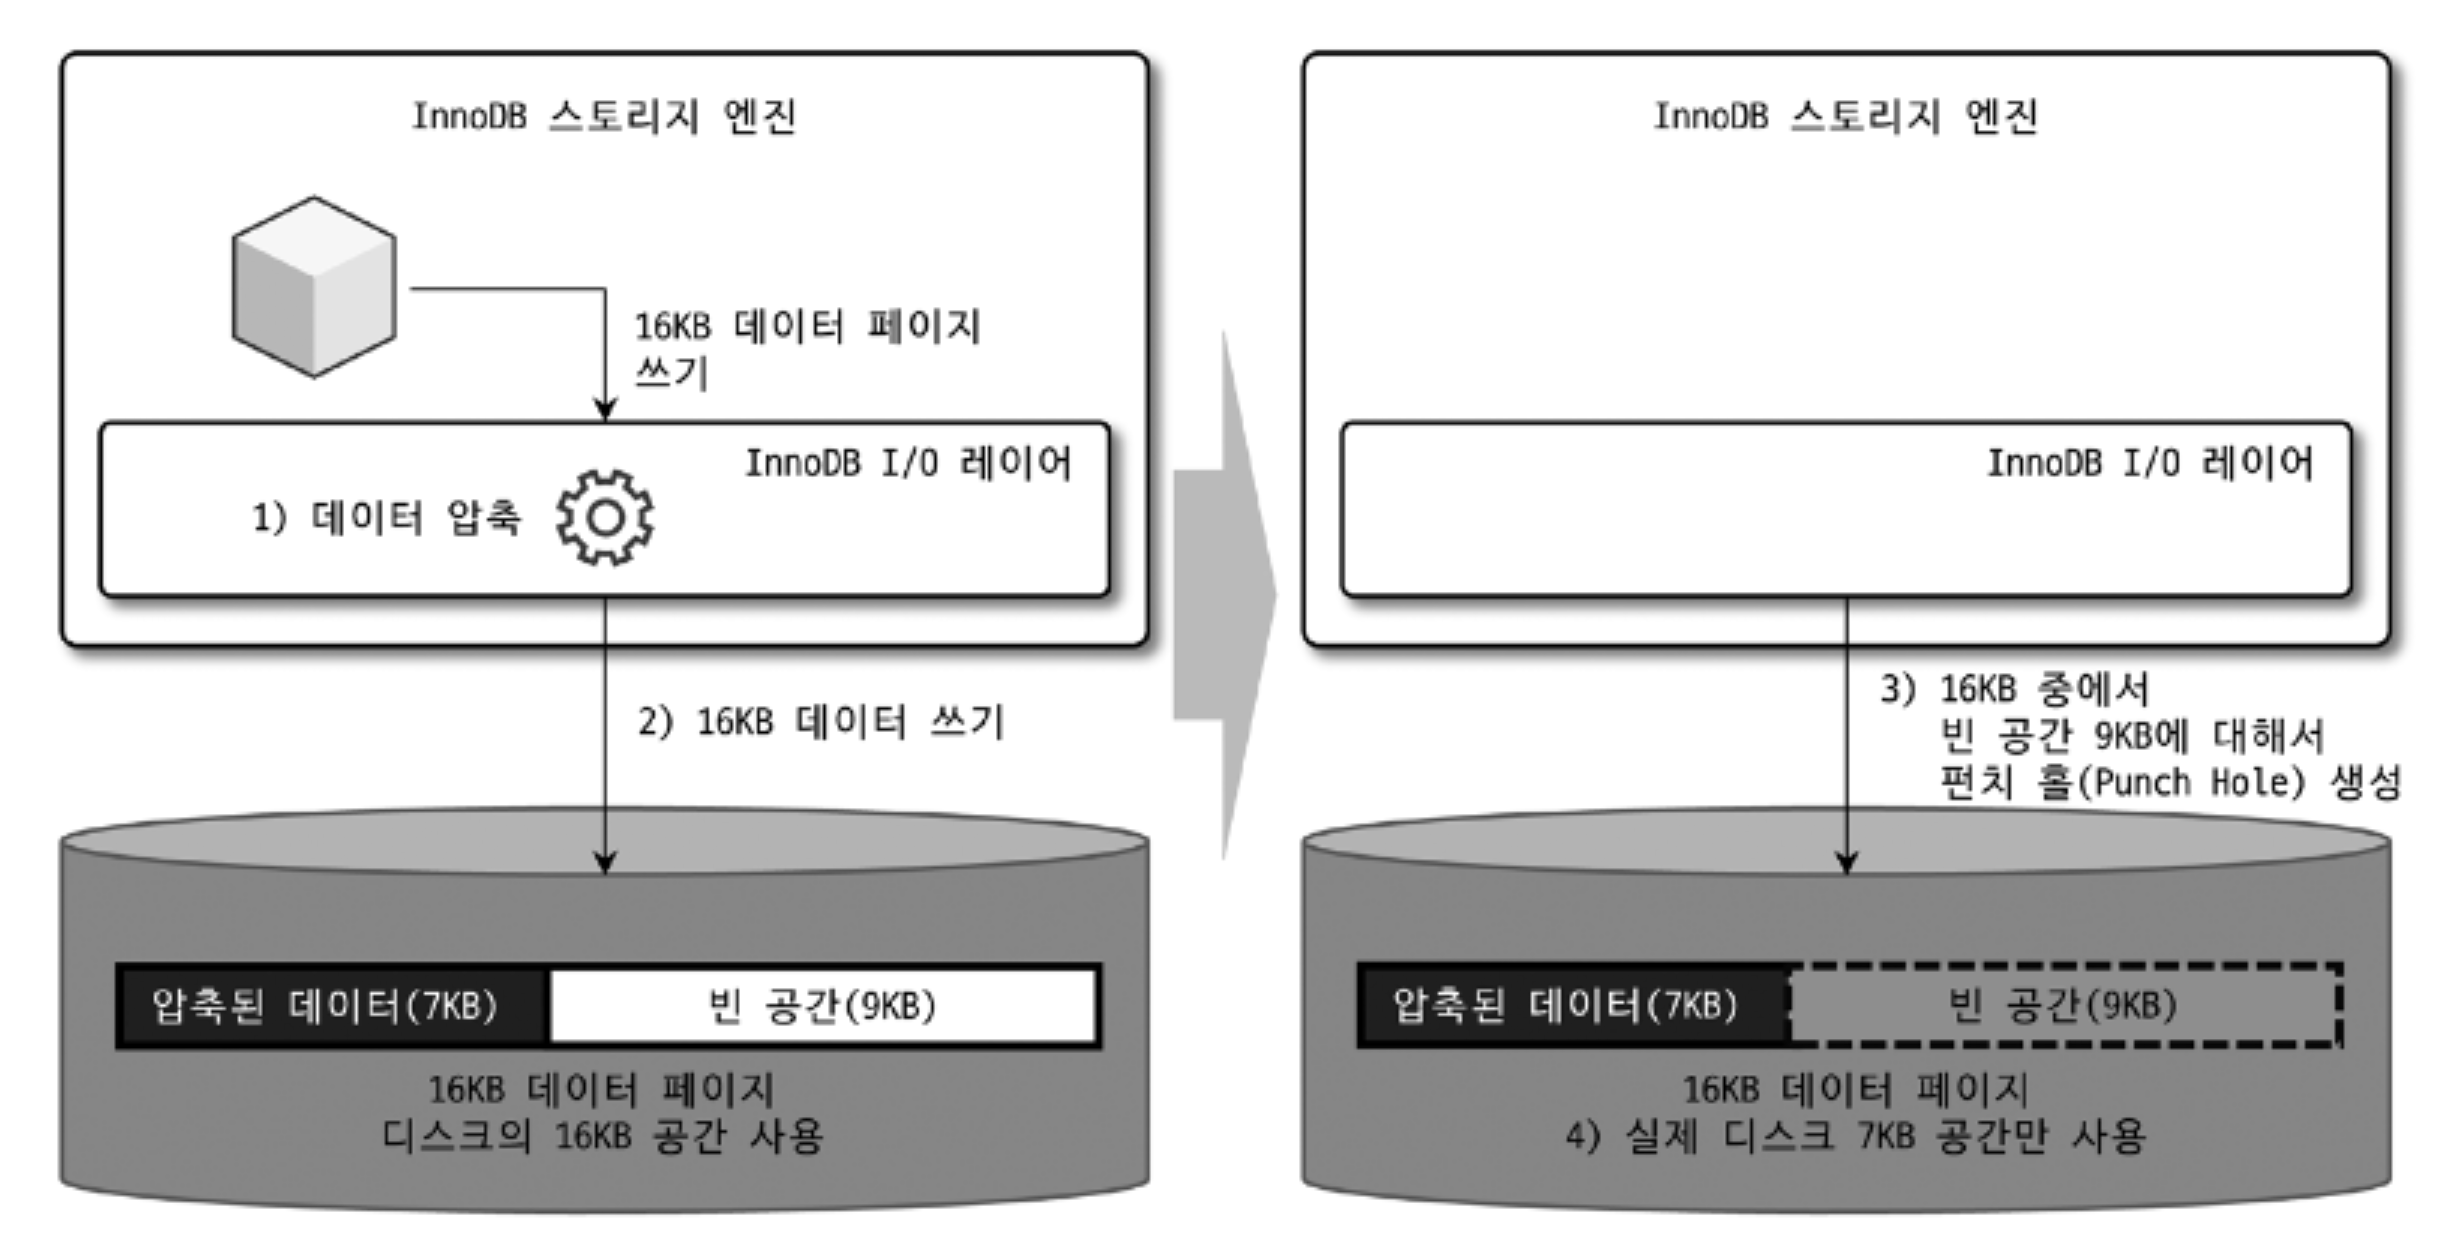 InnoDB 스토리지 엔진
16KB 데이터 페이지
쓰기
InnoDB I/O 레이어
1) 데이터 압축
2) 16KB 데이터 쓰기
압축된 데이터(7KB)
빈 공간(9KB)
16KB 데이터 페이지
디스크의 16KB 공간 사용
InnoDB 스토리지 엔진
InnoDB I/O 레이어
3) 16KB 중에서
빈 공간 9KB에 대해서
펀치 홀(Punch Hole) 생성
압축된 데이터(7KB)
빈 공간(9KB)
16KB 데이터 페이지
4) 실제 디스크 7KB 공간만 사용